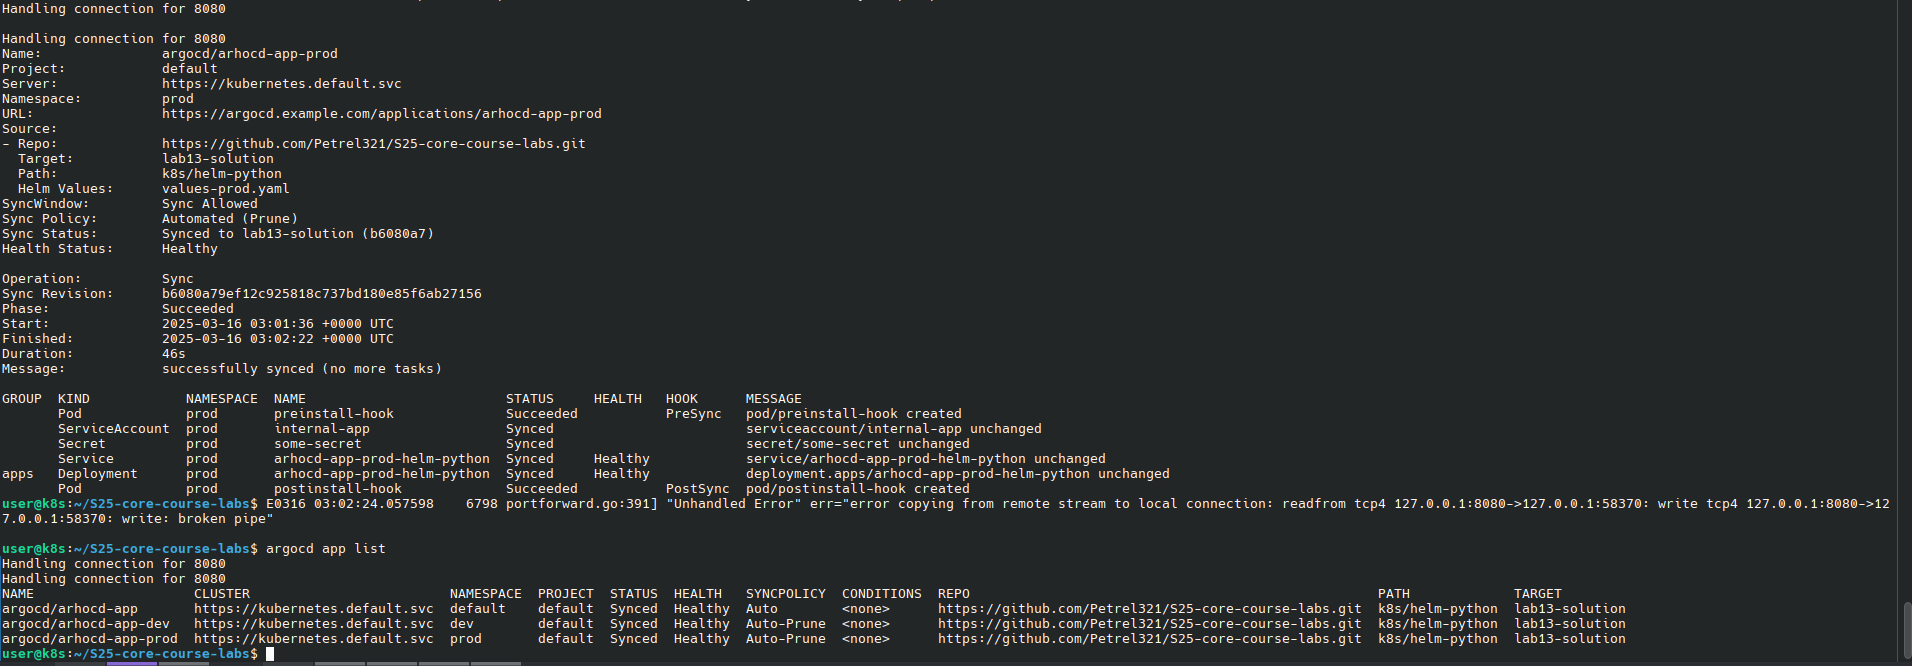 Handling connection for 8080
Handling connection for 8080
Name:               argocd/arhocd-app-prod
Project:            default
Server:             https://kubernetes.default.svc
Namespace:          prod
URL:                https://argocd.example.com/applications/arhocd-app-prod
Source:
- Repo:             https://github.com/Petrel321/S25-core-course-labs.git
  Target:           lab13-solution
  Path:             k8s/helm-python
  Helm Values:      values-prod.yaml
SyncWindow:         Sync Allowed
Sync Policy:        Automated (Prune)
Sync Status:        Synced to lab13-solution (b6080a7)
Health Status:      Healthy
Operation:          Sync
Sync Revision:      b6080a79ef12c925818c737bd180e85f6ab27156
Phase:              Succeeded
Start:              2025-03-16 03:01:36 +0000 UTC
Finished:           2025-03-16 03:02:22 +0000 UTC
Duration:           46s
Message:            successfully synced (no more tasks)
GROUP  KIND            NAMESPACE  NAME                         STATUS     HEALTH   HOOK      MESSAGE
       Pod             prod       preinstall-hook              Succeeded           PreSync   pod/preinstall-hook created
       ServiceAccount  prod       internal-app                 Synced                        serviceaccount/internal-app unchanged
       Secret          prod       some-secret                  Synced                        secret/some-secret unchanged
       Service         prod       arhocd-app-prod-helm-python  Synced     Healthy            service/arhocd-app-prod-helm-python unchanged
apps   Deployment      prod       arhocd-app-prod-helm-python  Synced     Healthy            deployment.apps/arhocd-app-prod-helm-python unchanged
       Pod             prod       postinstall-hook             Succeeded           PostSync  pod/postinstall-hook created
user@k8s:~/S25-core-course-labs$ E0316 03:02:24.057598    6798 portforward.go:391] "Unhandled Error" err="error copying from remote stream to local connection: readfrom tcp4 127.0.0.1:8080->127.0.0.1:58370: write tcp4 127.0.0.1:8080->12
7.0.0.1:58370: write: broken pipe"
user@k8s:~/S25-core-course-labs$ argocd app list
Handling connection for 8080
Handling connection for 8080
NAME                    CLUSTER                         NAMESPACE  PROJECT  STATUS  HEALTH   SYNCPOLICY  CONDITIONS  REPO                                                   PATH             TARGET
argocd/arhocd-app       https://kubernetes.default.svc  default    default  Synced  Healthy  Auto        <none>      https://github.com/Petrel321/S25-core-course-labs.git  k8s/helm-python  lab13-solution
argocd/arhocd-app-dev   https://kubernetes.default.svc  dev        default  Synced  Healthy  Auto-Prune  <none>      https://github.com/Petrel321/S25-core-course-labs.git  k8s/helm-python  lab13-solution
argocd/arhocd-app-prod  https://kubernetes.default.svc  prod       default  Synced  Healthy  Auto-Prune  <none>      https://github.com/Petrel321/S25-core-course-labs.git  k8s/helm-python  lab13-solution
user@k8s:~/S25-core-course-labs$